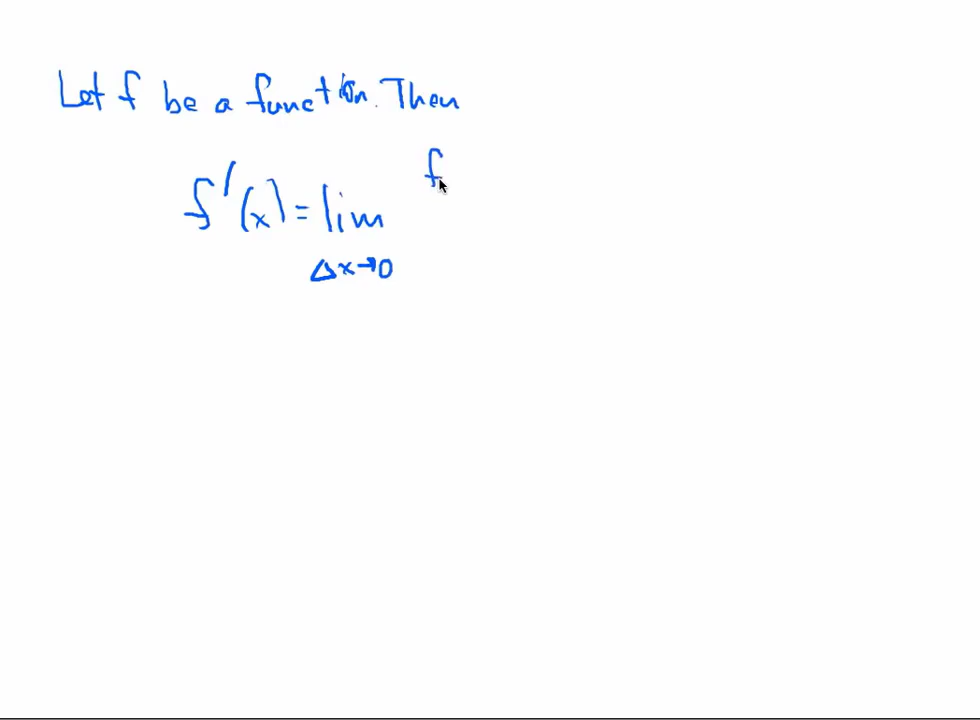 Let f be a function. Then
f'(x) = lim f
Δx→0